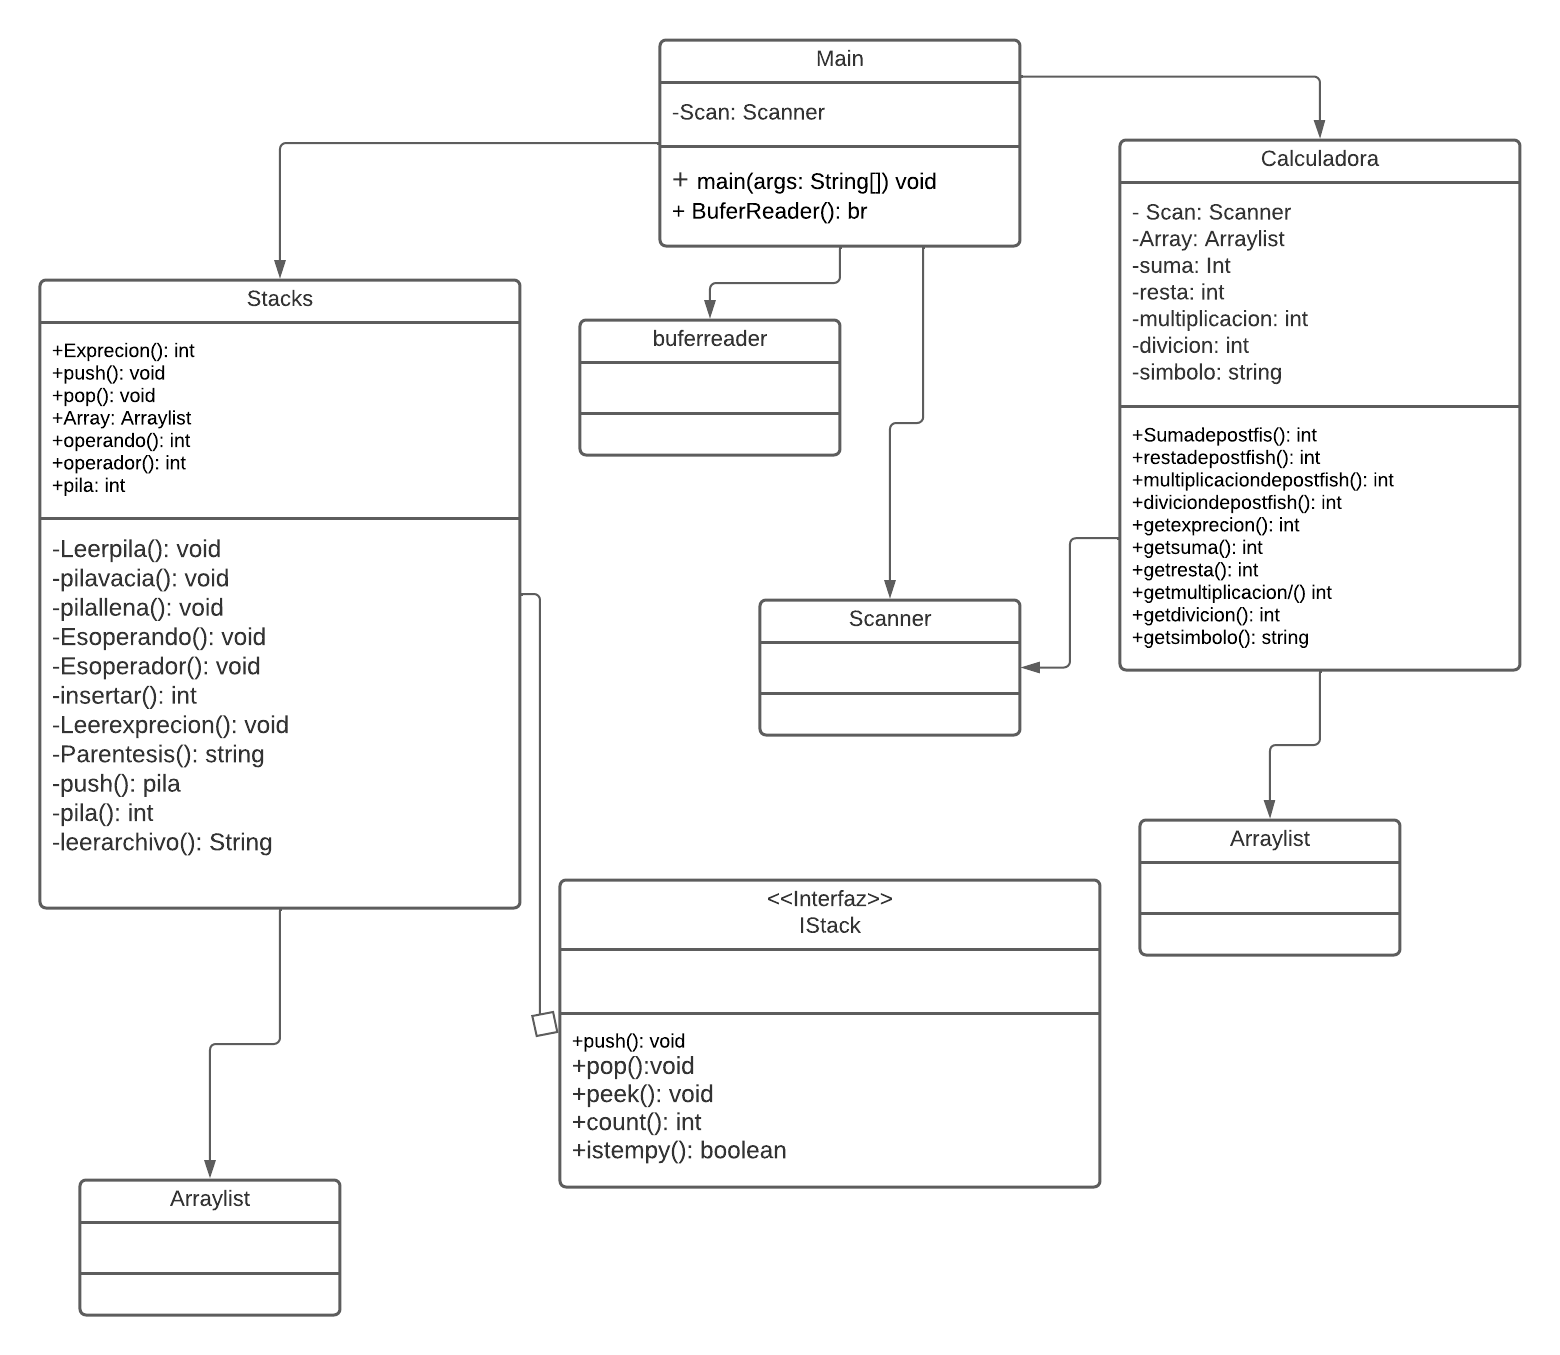 Main
-Scan: Scanner
+ main(args: String[]) void
+ BuferReader(): br
Calculadora
- Scan: Scanner
-Array: Arraylist
-suma: Int
-resta: int
-multiplicacion: int
-divicion: int
-simbolo: string
+Sumadepostfis(): int
+restadepostfish(): int
+multiplicaciondepostfish(): int
+diviciondepostfish(): int
+getexprecion(): int
+getsuma(): int
+getresta(): int
+getmultiplicacion/() int
+getdivicion(): int
+getsimbolo(): string
Stacks
+Exprecion(): int
+push(): void
+pop(): void
+Array: Arraylist
+operando(): int
+operador(): int
+pila: int
-Leerpila(): void
-pilavacia(): void
-pilallena(): void
-Esoperando(): void
-Esoperador(): void
-insertar(): int
-Leerexprecion(): void
-Parentesis(): string
-push(): pila
-pila(): int
-leerarchivo(): String
buferreader
Scanner
Arraylist
<<Interfaz>>
IStack
+push(): void
+pop():void
+peek(): void
+count(): int
+istempy(): boolean
Arraylist